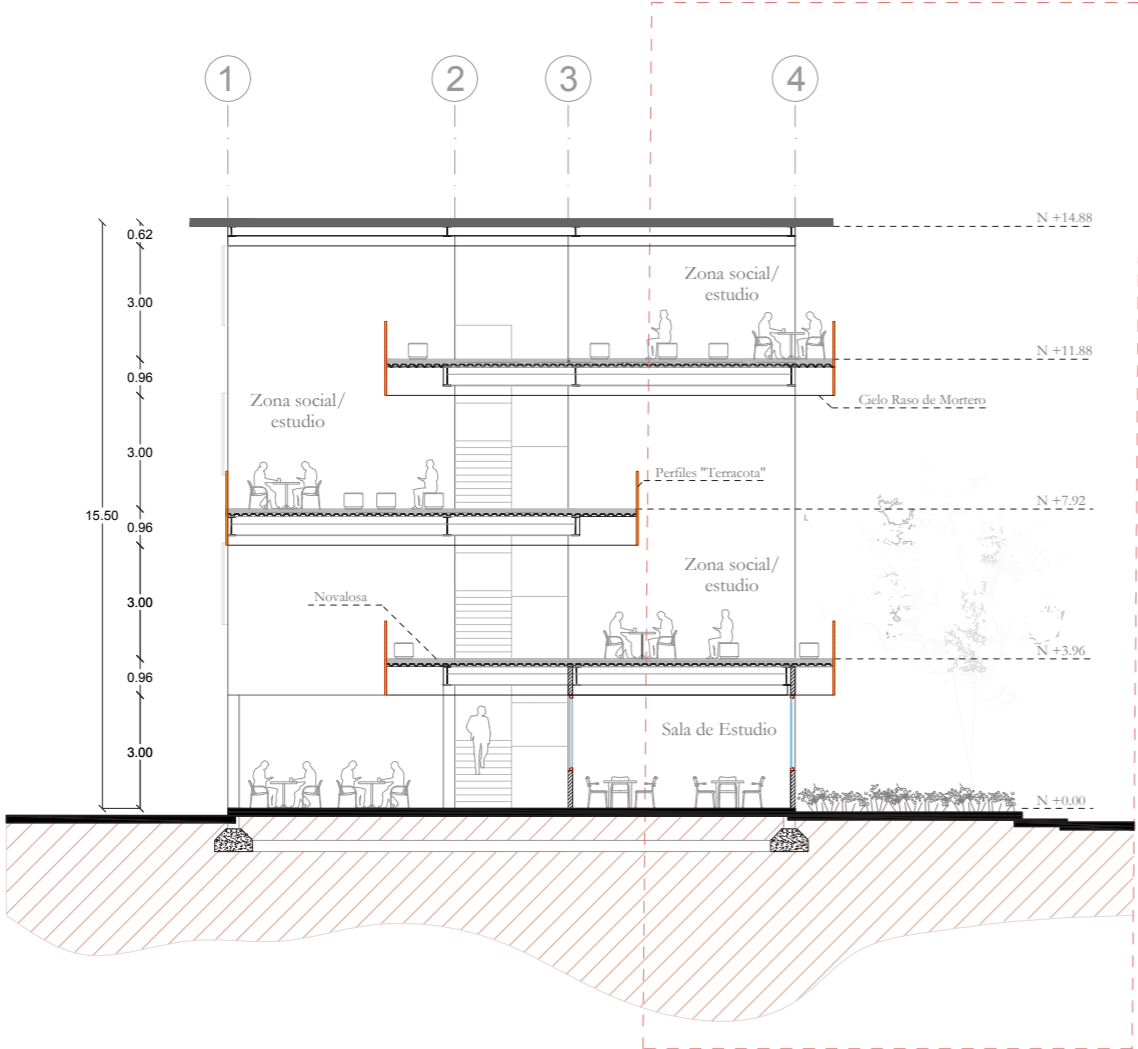 1
2
3
4
N +14.88
0.62
Zona social/
estudio
3.00
N +11.88
0.96
Cielo Raso de Mortero
Zona social/
estudio
3.00
Perfiles "Terracota"
N +7.92
15.50
0.96
Zona social/
estudio
3.00
Novalosa
N +3.96
0.96
Sala de Estudio
3.00
N +0.00